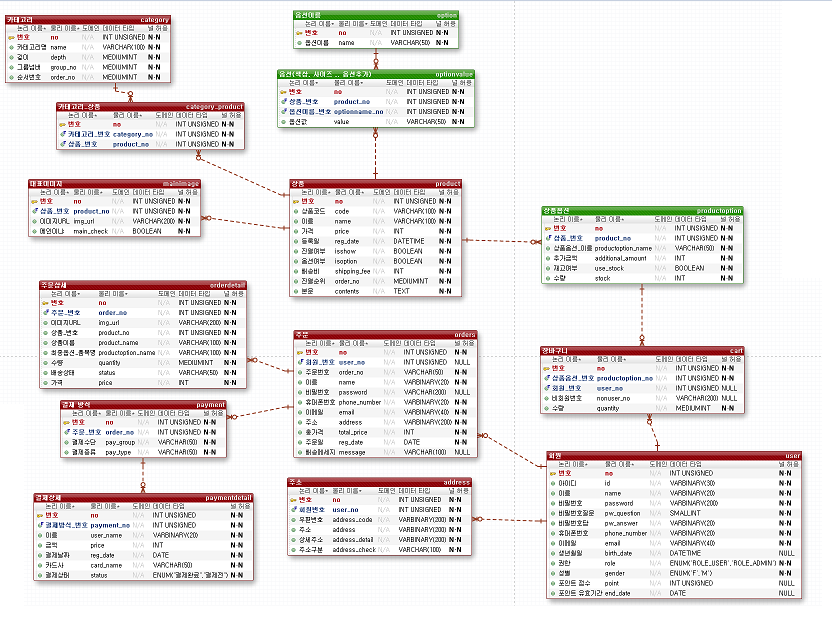 카테고리 category
논리 이름 물리 이름 도메인 데이터 타입 널 허용
번호 no N/A INT UNSIGNED N-N
카테고리명 name N/A VARCHAR(100) N-N
깊이 depth N/A MEDIUMINT N-N
그룹넘버 group_no N/A MEDIUMINT N-N
순서번호 order_no N/A MEDIUMINT N-N
옵션이름 option
논리 이름 물리 이름 도메인 데이터 타입 널 허용
번호 no N/A INT UNSIGNED N-N
옵션이름 name N/A VARCHAR(50) N-N
옵션(색상, 사이즈 ... 옵션추가) optionvalue
논리 이름 물리 이름 도메인 데이터 타입 널 허용
번호 no N/A INT UNSIGNED N-N
상품_번호 product_no N/A INT UNSIGNED N-N
옵션이름_번호 optionname_no N/A INT UNSIGNED N-N
옵션값 value N/A VARCHAR(50) N-N
카테고리_상품 category_product
논리 이름 물리 이름 도메인 데이터 타입 널 허용
번호 no N/A INT UNSIGNED N-N
카테고리_번호 category_no N/A INT UNSIGNED N-N
상품_번호 product_no N/A INT UNSIGNED N-N
대표이미지 mainimage
논리 이름 물리 이름 도메인 데이터 타입 널 허용
번호 no N/A INT UNSIGNED N-N
상품_번호 product_no N/A INT UNSIGNED N-N
이미지URL img_url N/A VARCHAR(200) N-N
메인이냐 main_check N/A BOOLEAN N-N
상품 product
논리 이름 물리 이름 도메인 데이터 타입 널 허용
번호 no N/A INT UNSIGNED N-N
상품코드 code N/A VARCHAR(100) N-N
이름 name N/A VARCHAR(100) N-N
가격 price N/A INT N-N
등록일 reg_date N/A DATETIME N-N
진열여부 isshow N/A BOOLEAN N-N
옵션여부 isoption N/A BOOLEAN N-N
배송비 shipping_fee N/A INT N-N
진열순위 order_no N/A MEDIUMINT N-N
본문 contents N/A TEXT N-N
상품옵션 productoption
논리 이름 물리 이름 도메인 데이터 타입 널 허용
번호 no N/A INT UNSIGNED N-N
상품_번호 product_no N/A INT UNSIGNED N-N
상품옵션_이름 productoption_name N/A VARCHAR(50) N-N
추가금액 additional_amount N/A INT N-N
재고여부 use_stock N/A BOOLEAN N-N
수량 stock N/A INT N-N
주문상세 orderdetail
논리 이름 물리 이름 도메인 데이터 타입 널 허용
번호 no N/A INT UNSIGNED N-N
주문_번호 order_no N/A INT UNSIGNED N-N
이미지URL img_url N/A VARCHAR(200) N-N
상품_번호 product_no N/A INT UNSIGNED N-N
상품이름 product_name N/A VARCHAR(100) N-N
최종옵션_품목명 productoption_name N/A VARCHAR(100) N-N
수량 quantity N/A MEDIUMINT N-N
배송상태 status N/A VARCHAR(50) N-N
가격 price N/A INT N-N
주문 orders
논리 이름 물리 이름 도메인 데이터 타입 널 허용
번호 no N/A INT UNSIGNED N-N
회원_번호 user_no N/A INT UNSIGNED NULL
주문번호 order_no N/A VARCHAR(50) N-N
이름 name N/A VARBINARY(20) N-N
비밀번호 password N/A VARBINARY(200) NULL
휴대폰번호 phone_number N/A VARBINARY(20) N-N
이메일 email N/A VARBINARY(40) N-N
주소 address N/A VARBINARY(200) N-N
총가격 total_price N/A INT N-N
주문일 reg_date N/A DATE N-N
배송메세지 message N/A VARCHAR(100) NULL
장바구니 cart
논리 이름 물리 이름 도메인 데이터 타입 널 허용
번호 no N/A INT UNSIGNED N-N
상품옵션_번호 productoption_no N/A INT UNSIGNED N-N
회원_번호 user_no N/A INT UNSIGNED NULL
비회원번호 nonuser_no N/A VARCHAR(200) NULL
수량 quantity N/A MEDIUMINT N-N
결제 방식 payment
논리 이름 물리 이름 도메인 데이터 타입 널 허용
번호 no N/A INT UNSIGNED N-N
주문_번호 order_no N/A INT UNSIGNED N-N
결제수단 pay_group N/A VARCHAR(50) N-N
결제종류 pay_type N/A VARCHAR(50) N-N
결제상세 paymentdetail
논리 이름 물리 이름 도메인 데이터 타입 널 허용
번호 no N/A INT UNSIGNED N-N
결제방식_번호 payment_no N/A INT UNSIGNED N-N
이름 user_name N/A VARBINARY(20) N-N
금액 price N/A INT N-N
결제날짜 reg_date N/A DATE N-N
카드사 card_name N/A VARCHAR(50) N-N
결제상태 status N/A ENUM("결제완료","결제전") N-N
주소 address
논리 이름 물리 이름 도메인 데이터 타입 널 허용
번호 no N/A INT UNSIGNED N-N
회원번호 user_no N/A INT UNSIGNED N-N
우편번호 address_code N/A VARBINARY(200) N-N
주소 address N/A VARBINARY(200) N-N
상세주소 address_detail N/A VARBINARY(200) N-N
주소구분 address_check N/A VARCHAR(100) N-N
회원 user
논리 이름 물리 이름 도메인 데이터 타입 널 허용
번호 no N/A INT UNSIGNED N-N
아이디 id N/A VARBINARY(30) N-N
이름 name N/A VARBINARY(20) N-N
비밀번호 password N/A VARBINARY(200) N-N
비밀번호질문 pw_question N/A SMALLINT N-N
비밀번호답 pw_answer N/A VARBINARY(20) N-N
휴대폰번호 phone_number N/A VARBINARY(20) N-N
이메일 email N/A VARBINARY(40) N-N
생년월일 birth_date N/A DATETIME NULL
권한 role N/A ENUM('ROLE_USER','ROLE_ADMIN') N-N
성별 gender N/A ENUM('F','M') N-N
포인트 점수 point N/A INT UNSIGNED NULL
포인트 유효기간 end_date N/A DATE NULL